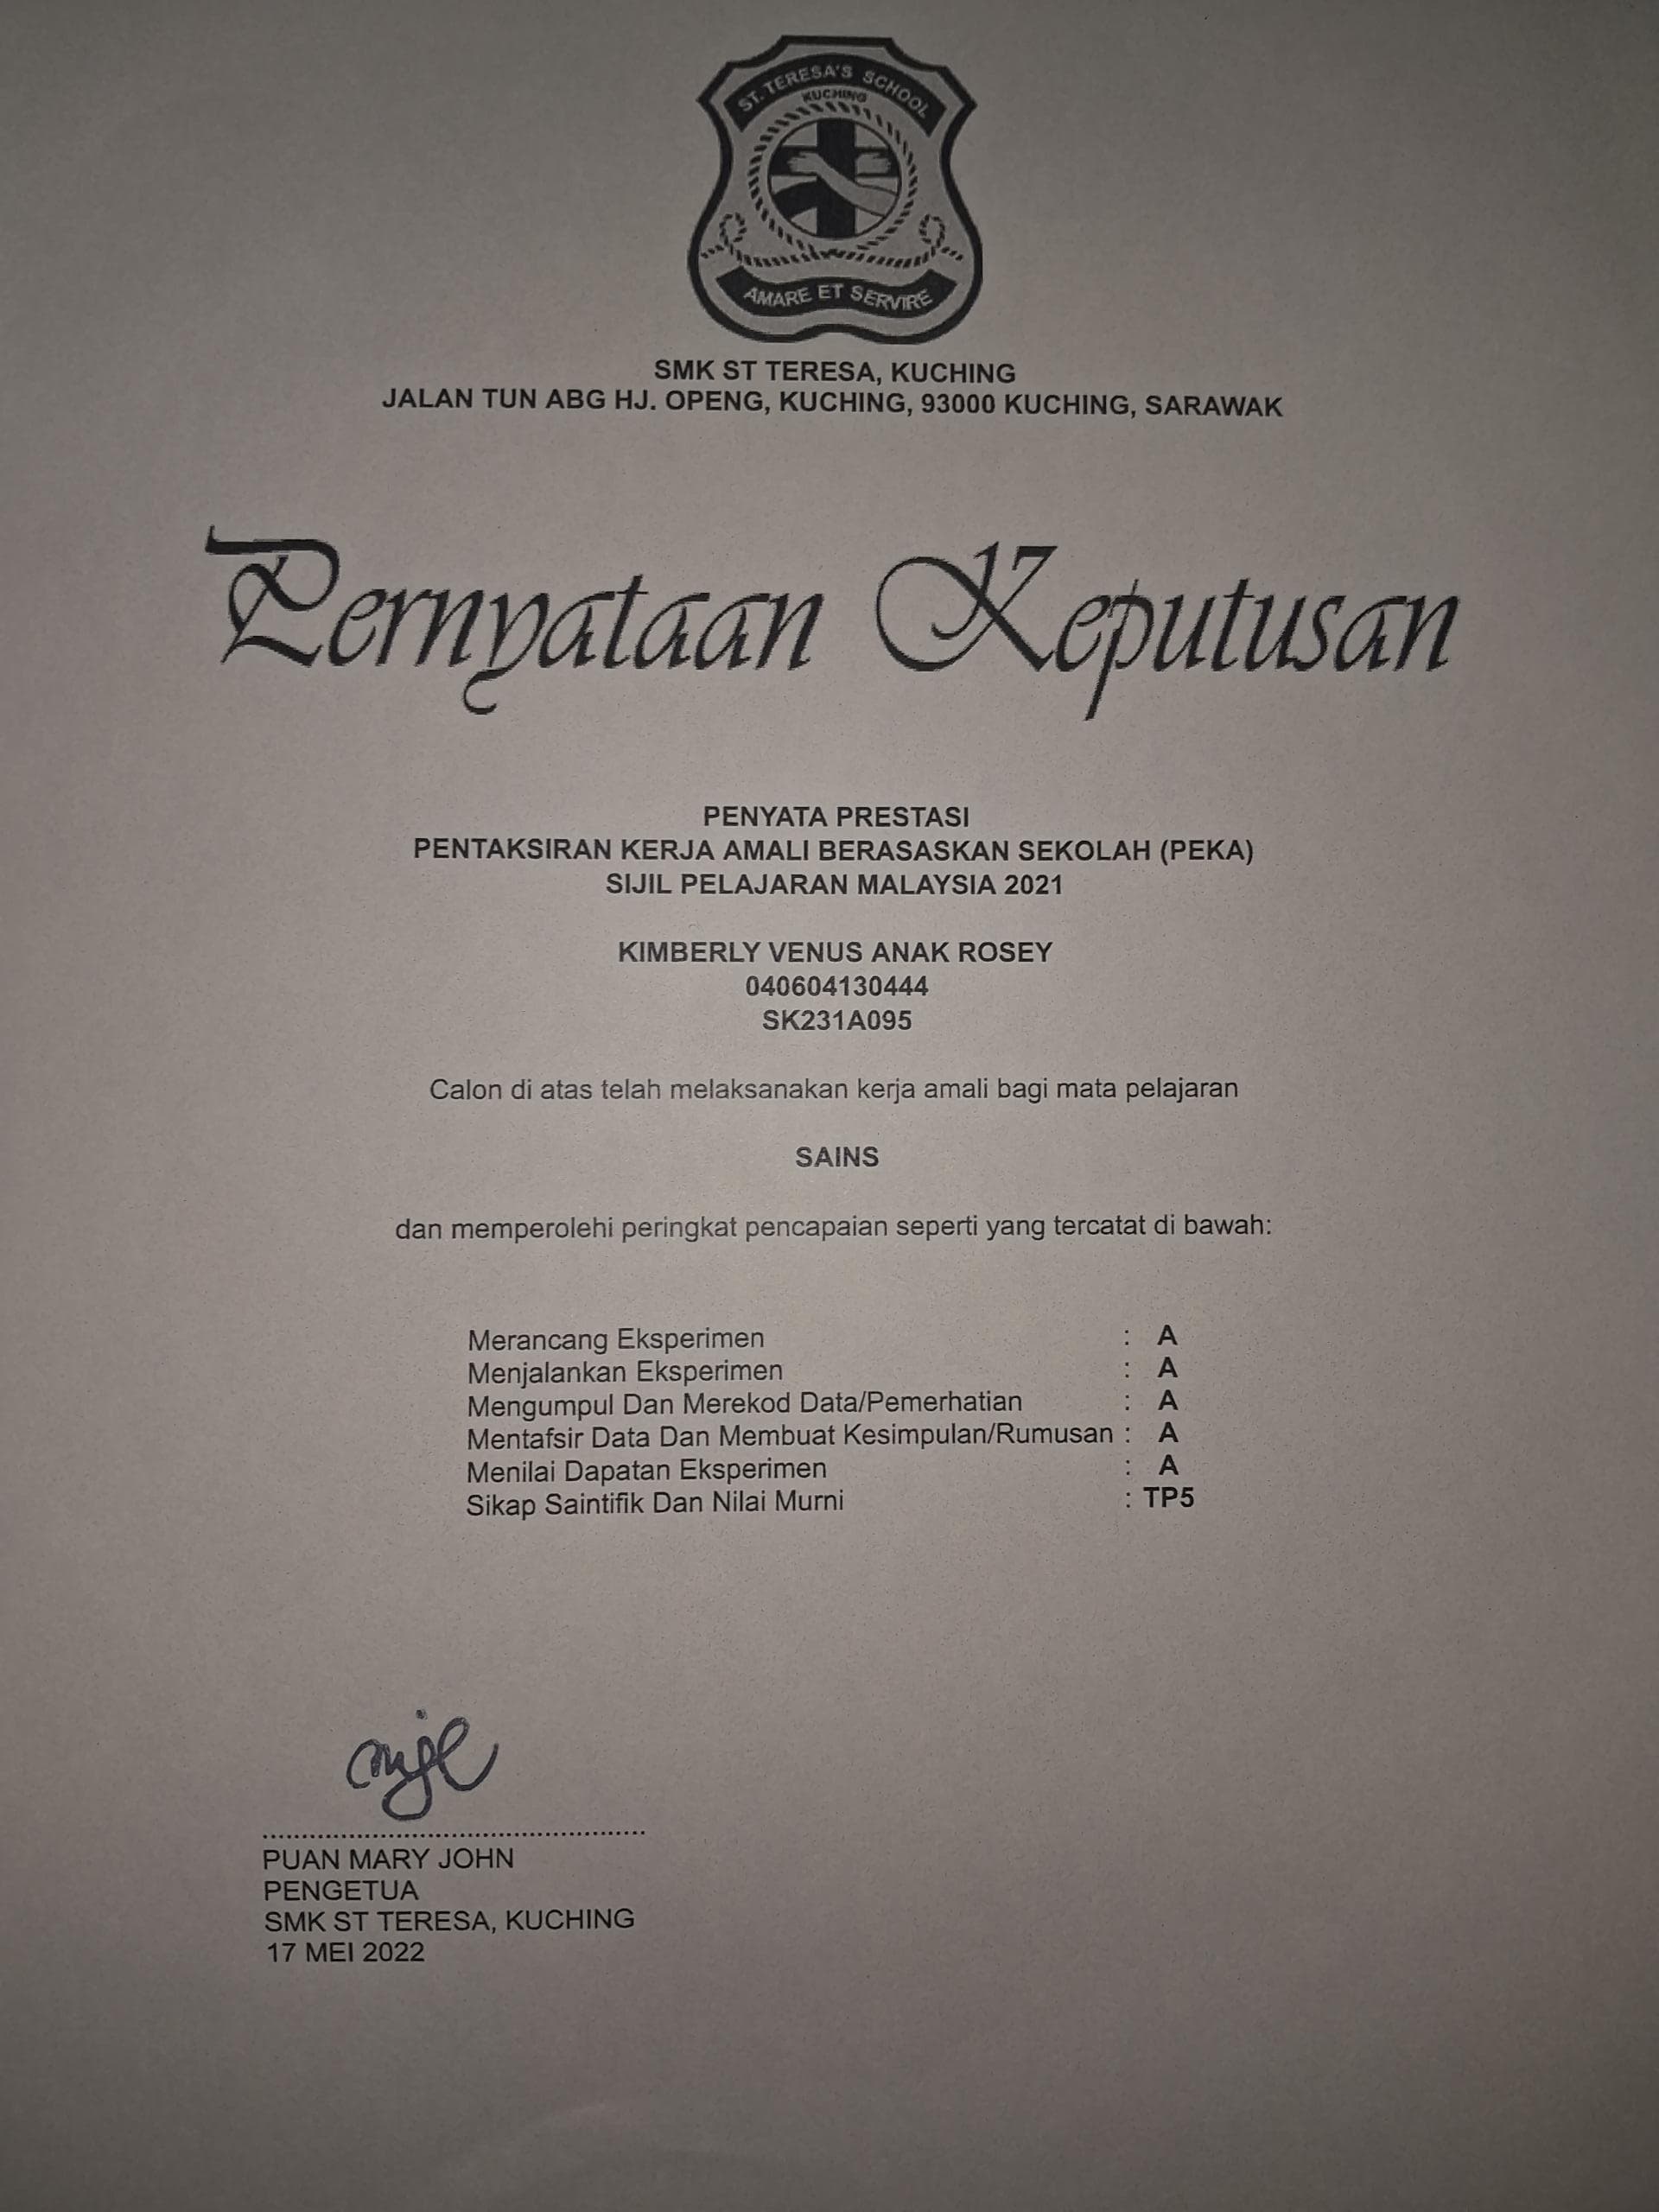 ST. TERESA'S SCHOOL
KUCHING
AMARE ET SERVIRE
SMK ST TERESA, KUCHING
JALAN TUN ABG HJ. OPENG, KUCHING, 93000 KUCHING, SARAWAK
Pernyataan Keputusan
PENYATA PRESTASI
PENTAKSIRAN KERJA AMALI BERASASKAN SEKOLAH (PEKA)
SIJIL PELAJARAN MALAYSIA 2021
KIMBERLY VENUS ANAK ROSEY
040604130444
SK231A095
Calon di atas telah melaksanakan kerja amali bagi mata pelajaran
SAINS
dan memperolehi peringkat pencapaian seperti yang tercatat di bawah:
Merancang Eksperimen : A
Menjalankan Eksperimen : A
Mengumpul Dan Merekod Data/Pemerhatian : A
Mentafsir Data Dan Membuat Kesimpulan/Rumusan : A
Menilai Dapatan Eksperimen : A
Sikap Saintifik Dan Nilai Murni : TP5
PUAN MARY JOHN
PENGETUA
SMK ST TERESA, KUCHING
17 MEI 2022